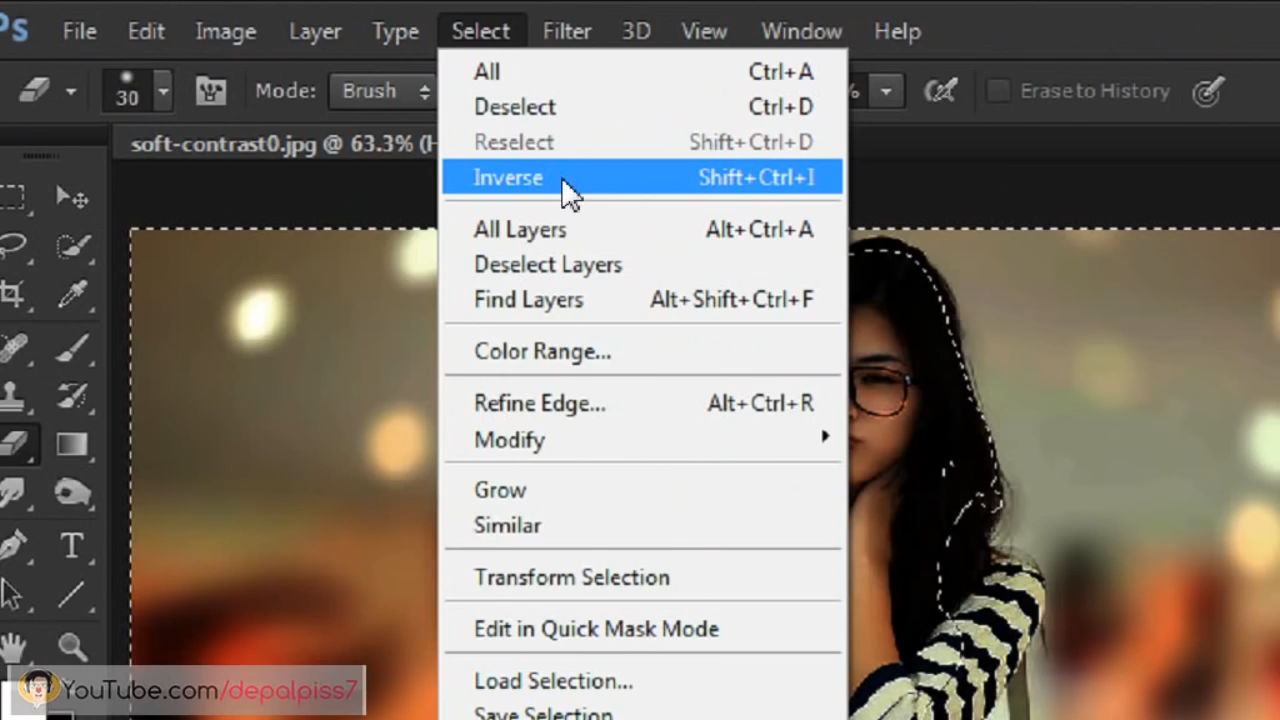 Ps File Edit Image Layer Type Select Filter 3D View Window Help
30 Mode: Brush % Erase to History
soft-contrast0.jpg @ 63.3% (
All Ctrl+A
Deselect Ctrl+D
Reselect Shift+Ctrl+D
Inverse Shift+Ctrl+I
All Layers Alt+Ctrl+A
Deselect Layers
Find Layers Alt+Shift+Ctrl+F
Color Range...
Refine Edge... Alt+Ctrl+R
Modify
Grow
Similar
Transform Selection
Edit in Quick Mask Mode
Load Selection...
Save Selection
T
YouTube.com/depalpiss7